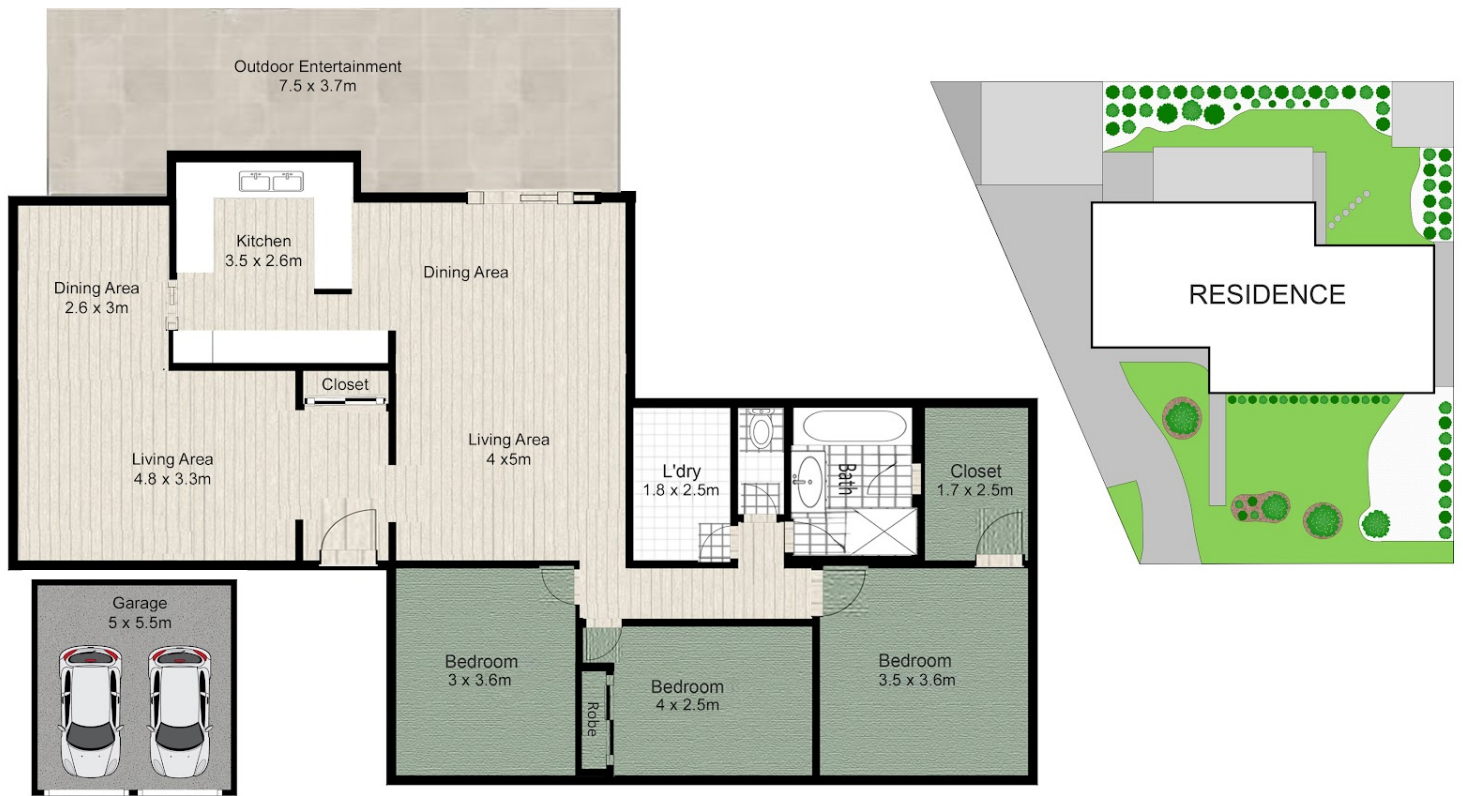 Outdoor Entertainment
7.5 x 3.7m
Kitchen
3.5 x 2.6m
Dining Area
2.6 x 3m
Dining Area
Closet
Living Area
4.8 x 3.3m
Living Area
4 x5m
L'dry
1.8 x 2.5m
Bath
Closet
1.7 x 2.5m
Garage
5 x 5.5m
Bedroom
3 x 3.6m
Robe
Bedroom
4 x 2.5m
Bedroom
3.5 x 3.6m
RESIDENCE